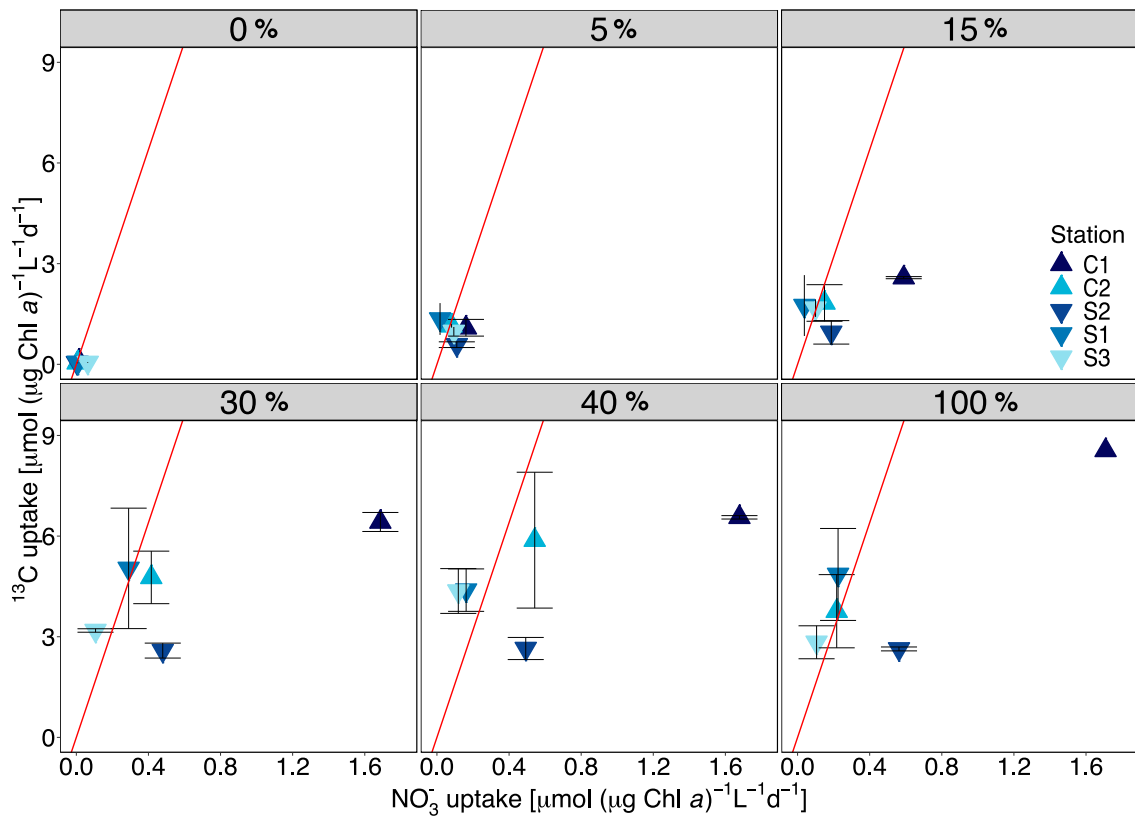 0 % 5 % 15 %
9
6
3
0
Station
C1
C2
S2
S1
S3
30 % 40 % 100 %
9
6
3
0
¹³C uptake [μmol (μg Chl a)⁻¹L⁻¹d⁻¹]
0.0 0.4 0.8 1.2 1.6 0.0 0.4 0.8 1.2 1.6 0.0 0.4 0.8 1.2 1.6
NO₃⁻ uptake [μmol (μg Chl a)⁻¹L⁻¹d⁻¹]